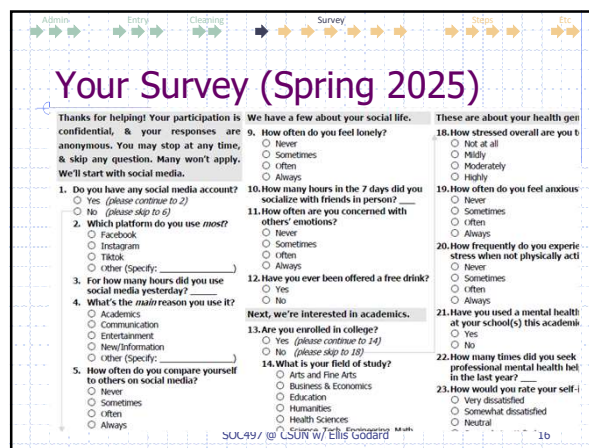 Admin
Entry
Cleaning
Survey
Steps
Etc
Your Survey (Spring 2025)
Thanks for helping! Your participation is
confidential, & your responses are
anonymous. You may stop at any time,
& skip any question. Many won't apply.
We'll start with social media.
1. Do you have any social media account?
Yes (please continue to 2)
No (please skip to 6)
2. Which platform do you use most?
Facebook
Instagram
Tiktok
Other (Specify: ____________)
3. For how many hours did you use
social media yesterday? _____
4. What's the main reason you use it?
Academics
Communication
Entertainment
New/Information
Other (Specify: ____________)
5. How often do you compare yourself
to others on social media?
Never
Sometimes
Often
Always
We have a few about your social life.
9. How often do you feel lonely?
Never
Sometimes
Often
Always
10. How many hours in the 7 days did you
socialize with friends in person? ___
11. How often are you concerned with
others' emotions?
Never
Sometimes
Often
Always
12. Have you ever been offered a free drink?
Yes
No
Next, we're interested in academics.
13. Are you enrolled in college?
Yes (please continue to 14)
No (please skip to 18)
14. What is your field of study?
Arts and Fine Arts
Business & Economics
Education
Humanities
Health Sciences
Science, Tech, Engineering, Math
These are about your health gen
18. How stressed overall are you t
Not at all
Mildly
Moderately
Highly
19. How often do you feel anxious
Never
Sometimes
Often
Always
20. How frequently do you experie
stress when not physically acti
Never
Sometimes
Often
Always
21. Have you used a mental health
at your school(s) this academi
Yes
No
22. How many times did you seek
professional mental health hel
in the last year? ___
23. How would you rate your self-i
Very dissatisfied
Somewhat dissatisfied
Neutral
SOC497 @ CSUN w/ Ellis Godard
16